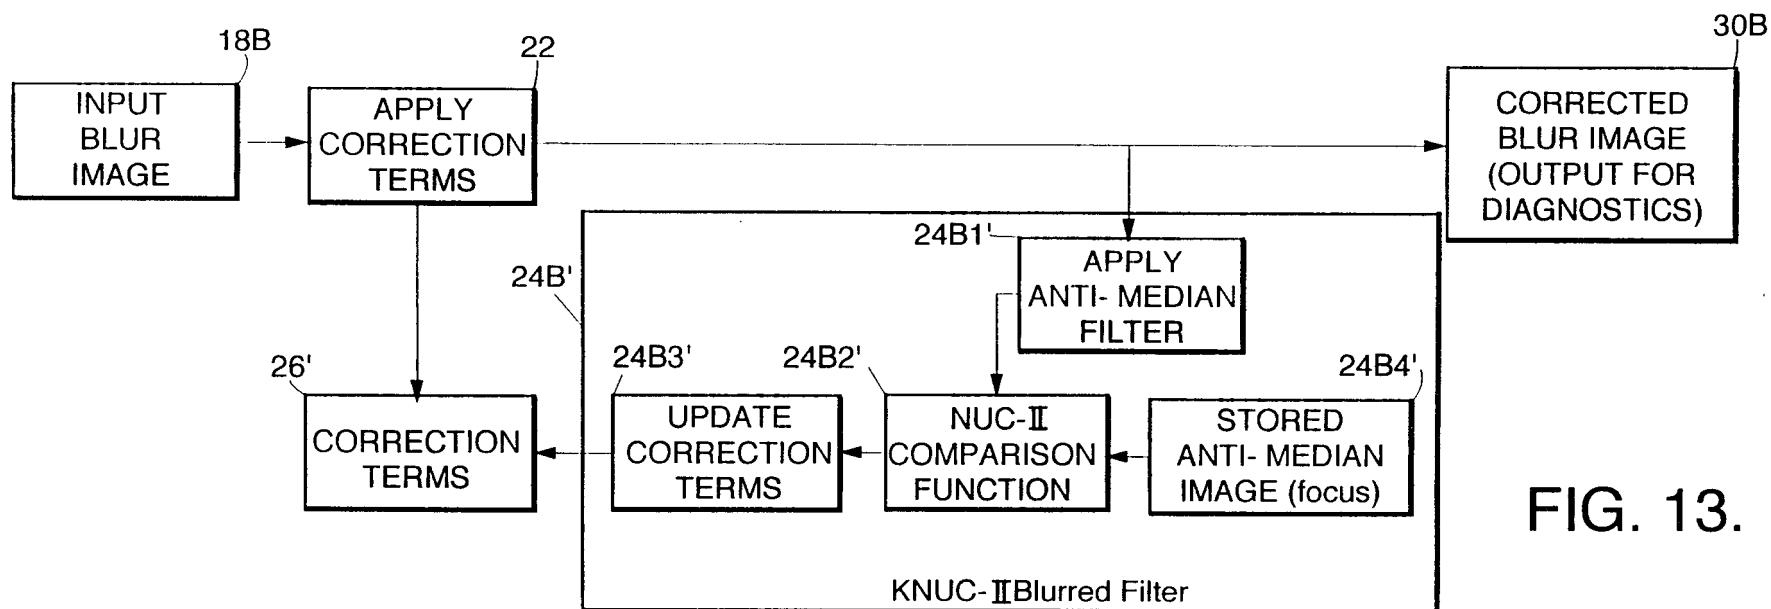 18B
INPUT
BLUR
IMAGE
22
APPLY
CORRECTION
TERMS
30B
CORRECTED
BLUR IMAGE
(OUTPUT FOR
DIAGNOSTICS)
24B'
24B1'
APPLY
ANTI- MEDIAN
FILTER
26'
CORRECTION
TERMS
24B3'
UPDATE
CORRECTION
TERMS
24B2'
NUC-II
COMPARISON
FUNCTION
24B4'
STORED
ANTI- MEDIAN
IMAGE (focus)
KNUC-IIBlurred Filter
FIG. 13.